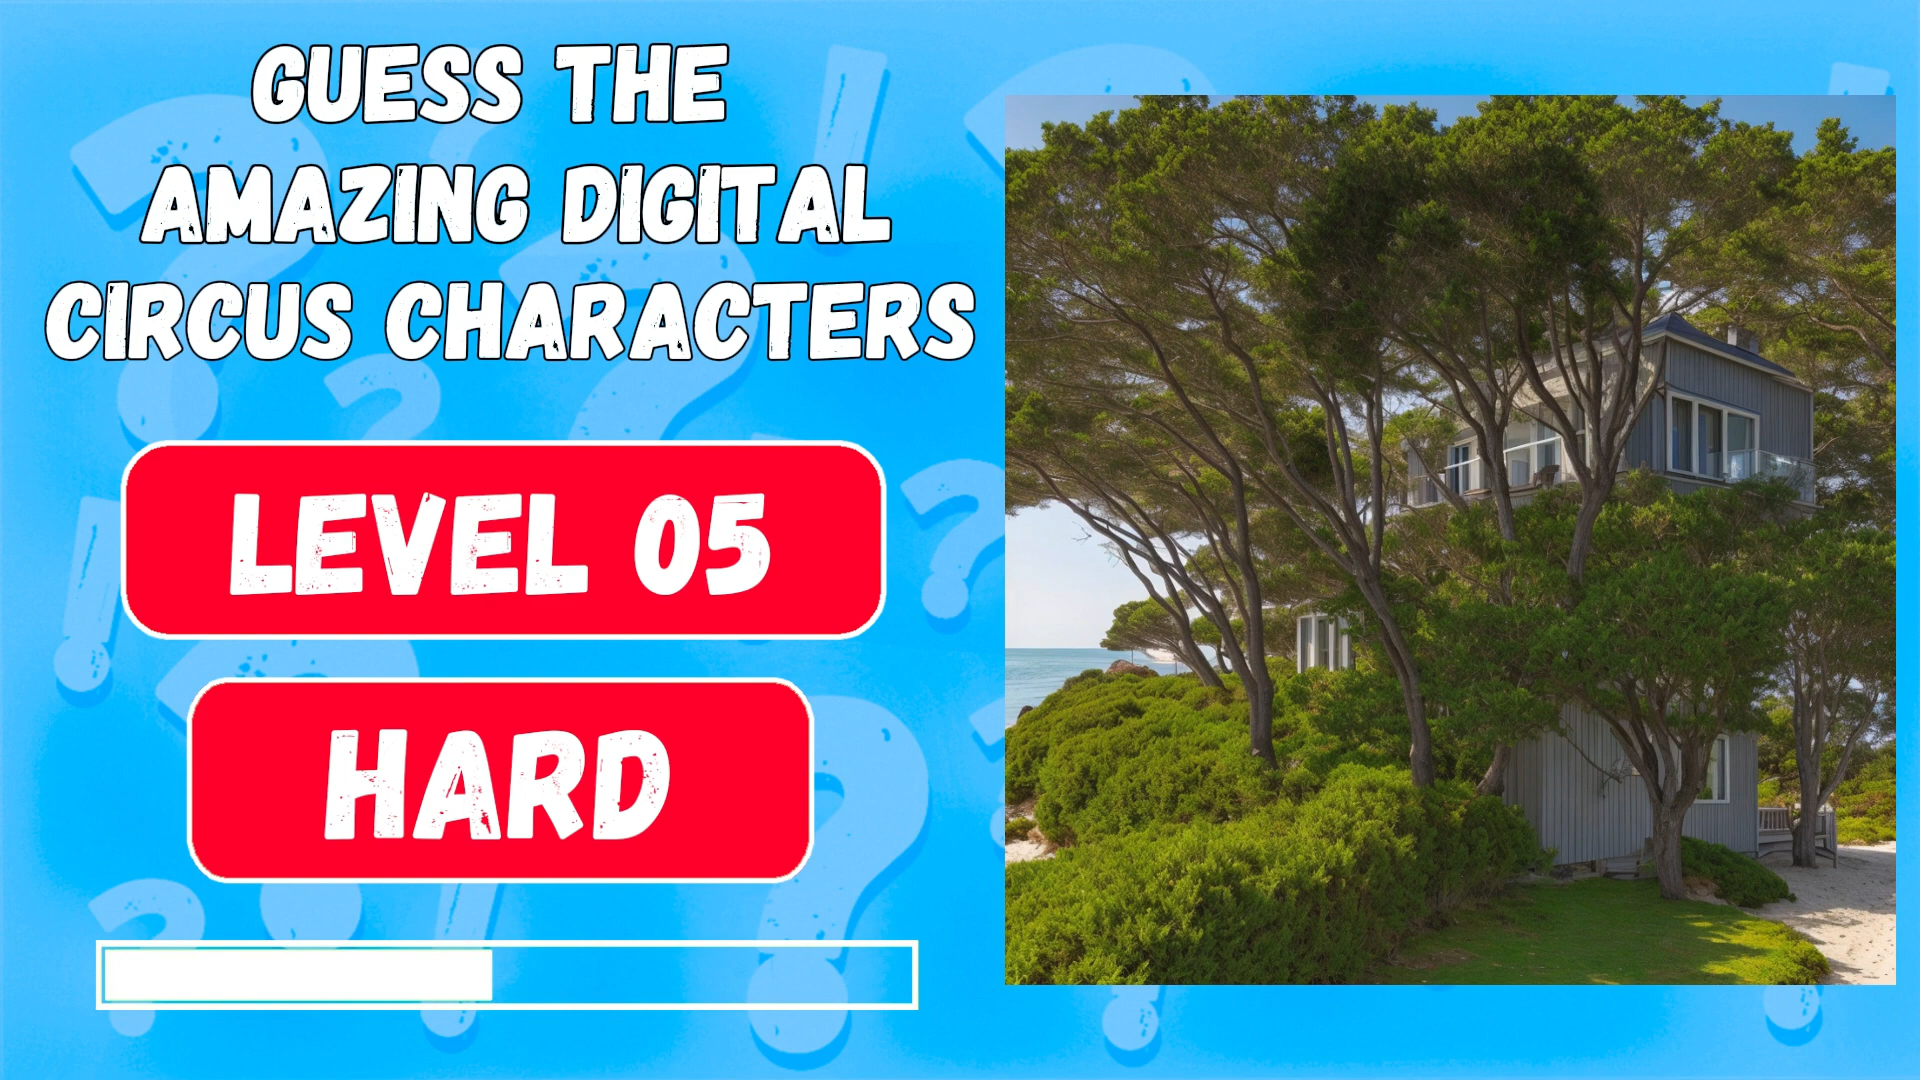 GUESS THE
AMAZING DIGITAL
CIRCUS CHARACTERS
LEVEL 05
HARD